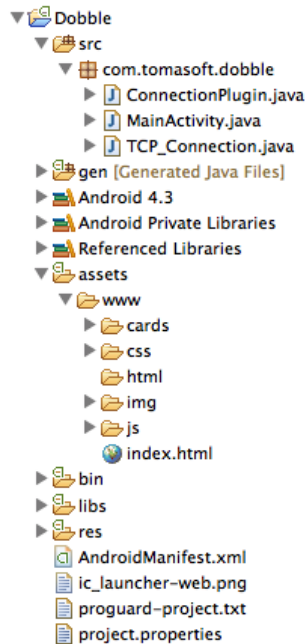 Dobble
src
com.tomasoft.dobble
ConnectionPlugin.java
MainActivity.java
TCP_Connection.java
gen [Generated Java Files]
Android 4.3
Android Private Libraries
Referenced Libraries
assets
www
cards
css
html
img
js
index.html
bin
libs
res
AndroidManifest.xml
ic_launcher-web.png
proguard-project.txt
project.properties